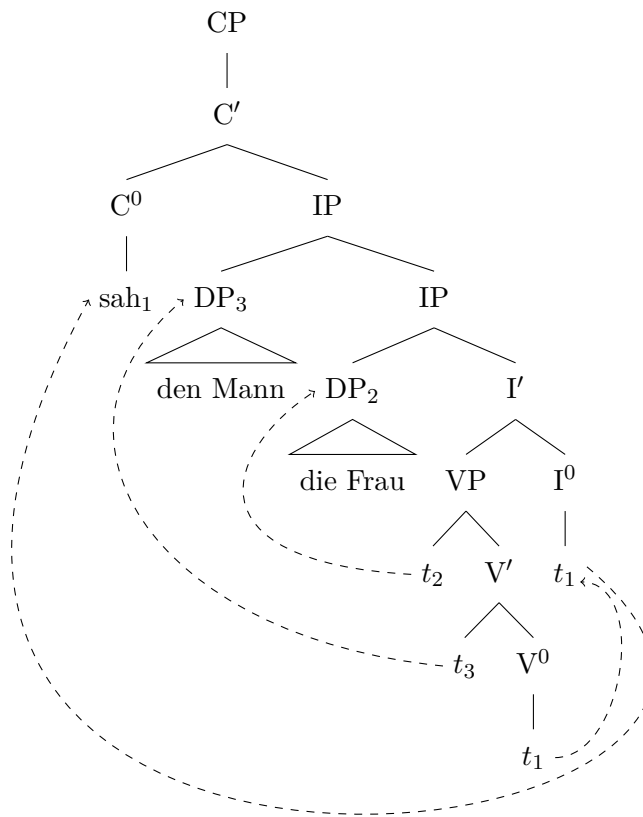 CP
C′
C⁰ IP
sah₁ DP₃ IP
den Mann DP₂ I′
die Frau VP I⁰
t₂ V′ t₁
t₃ V⁰
t₁